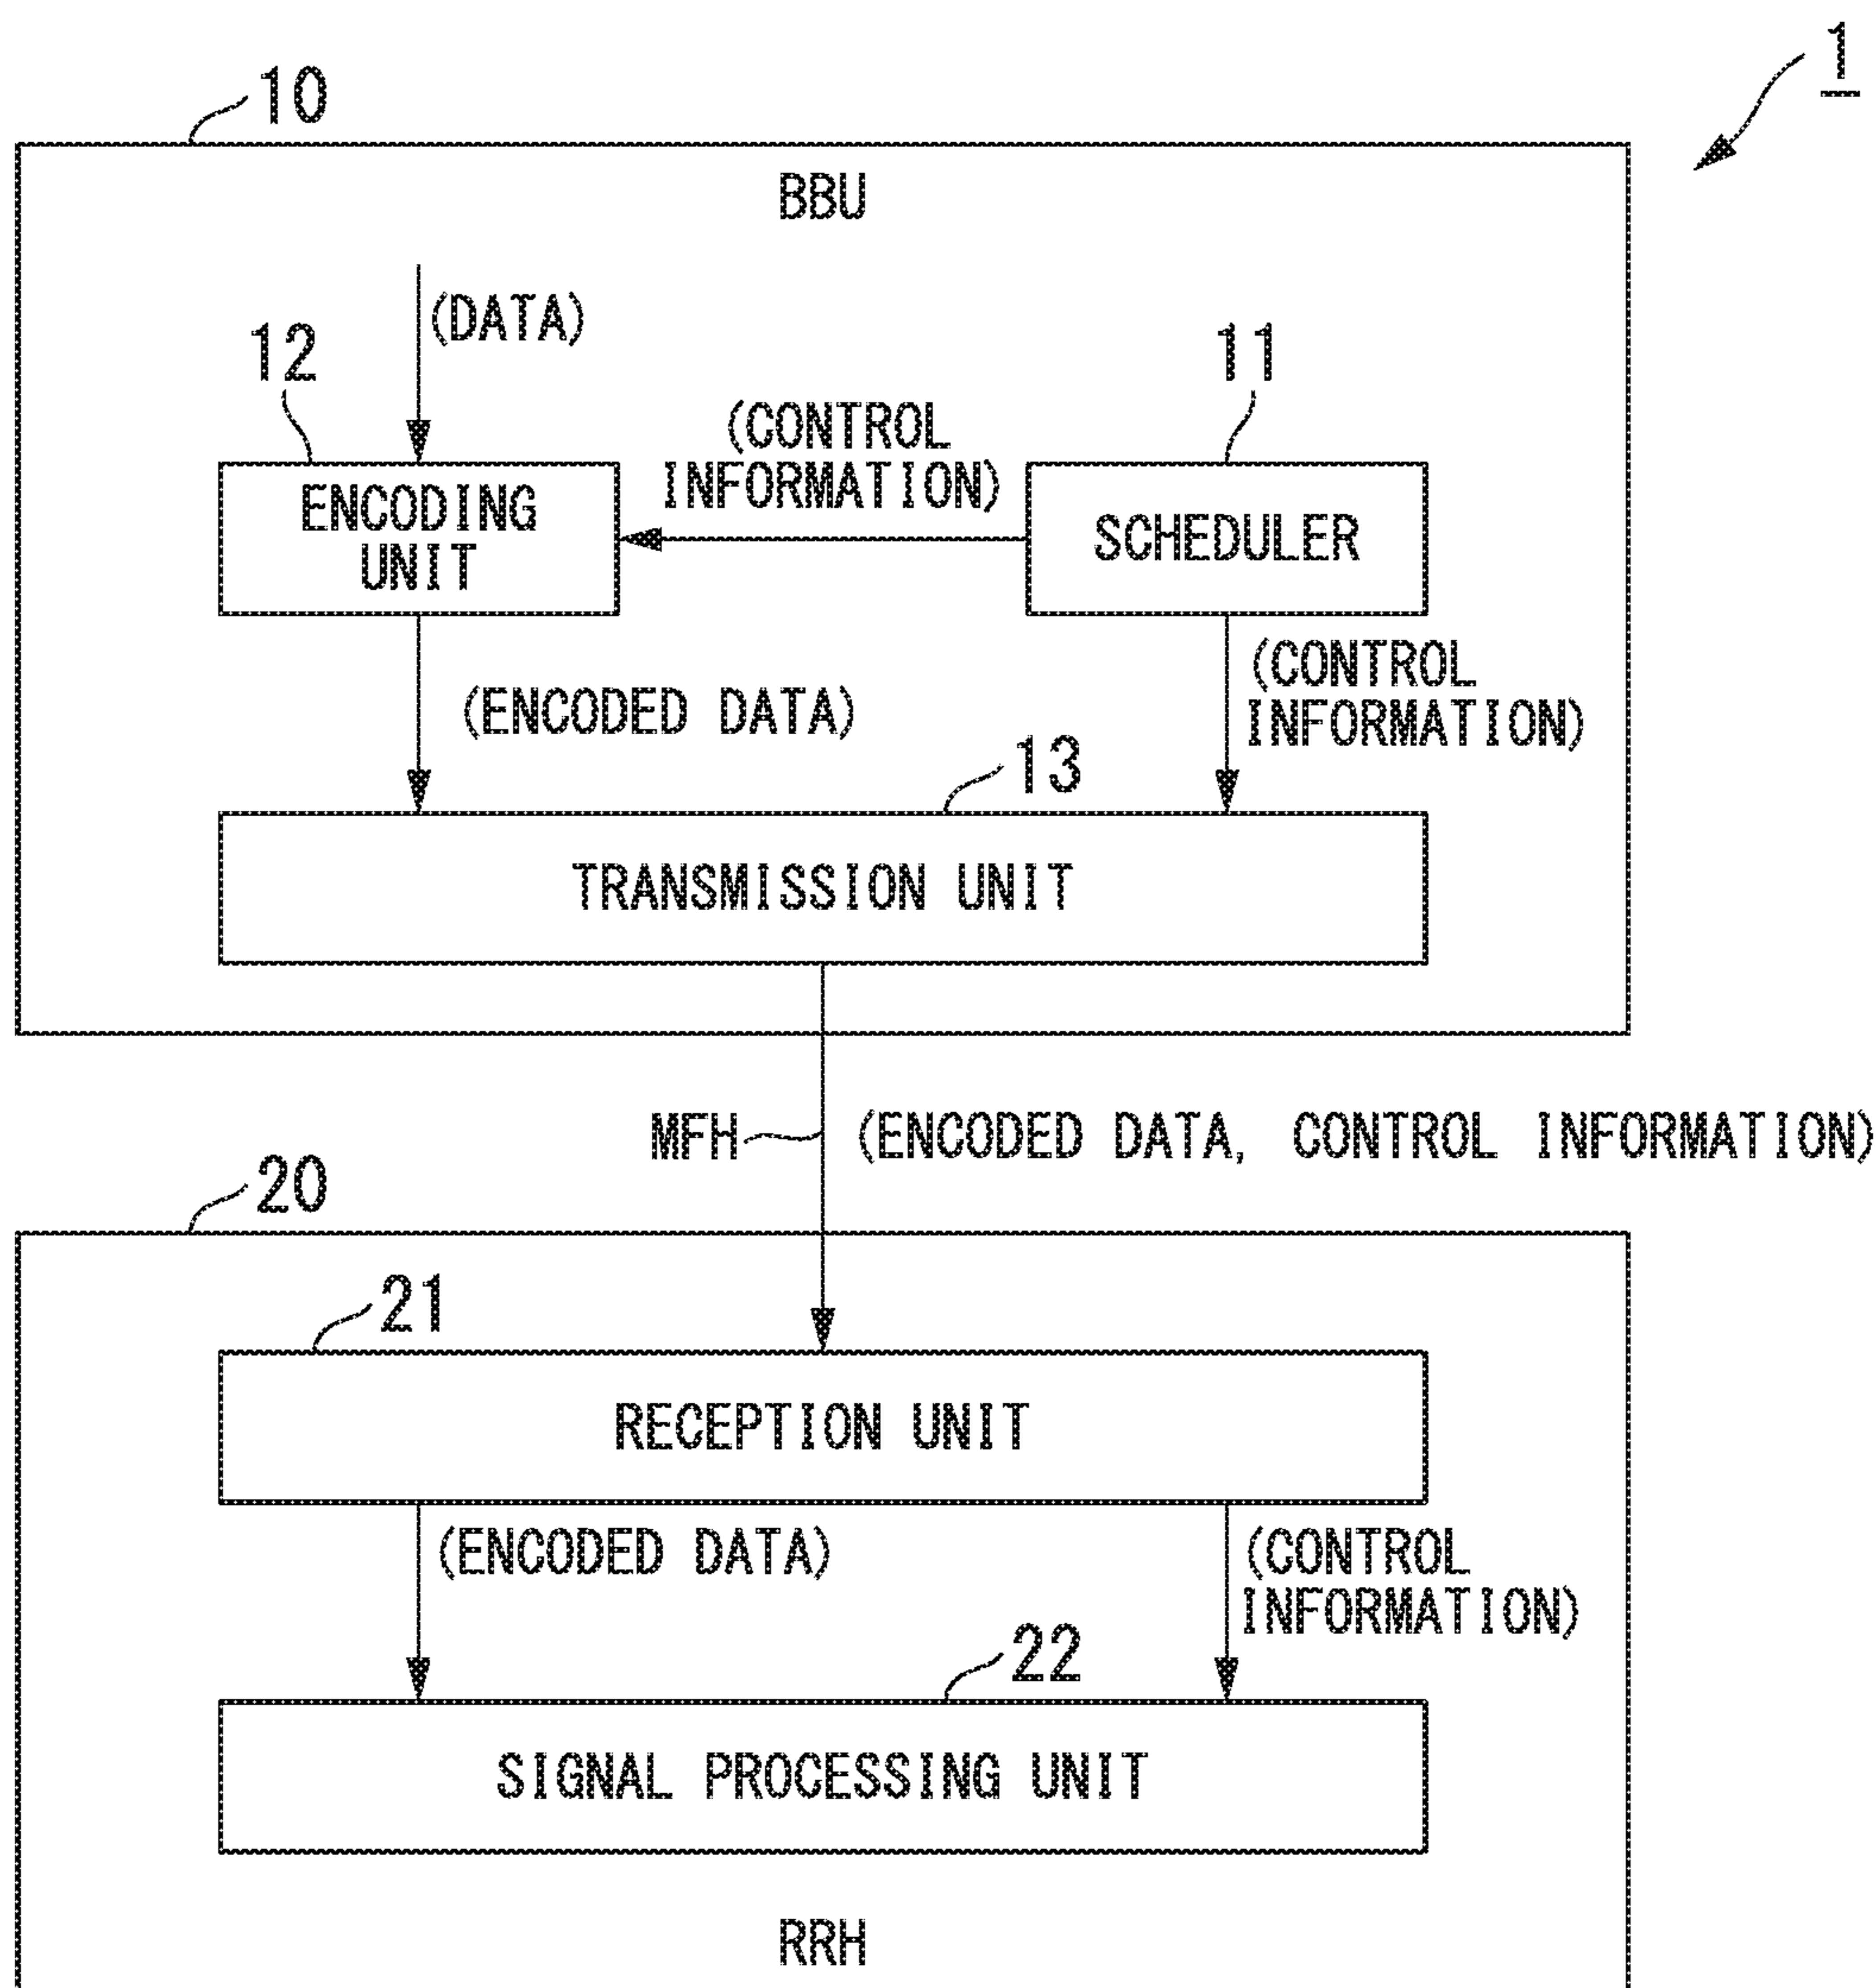 1
10
BBU
(DATA)
12
11
(CONTROL
INFORMATION)
ENCODING
UNIT
SCHEDULER
(ENCODED DATA)
(CONTROL
INFORMATION)
13
TRANSMISSION UNIT
MFH
(ENCODED DATA, CONTROL INFORMATION)
20
21
RECEPTION UNIT
(ENCODED DATA)
(CONTROL
INFORMATION)
22
SIGNAL PROCESSING UNIT
RRH